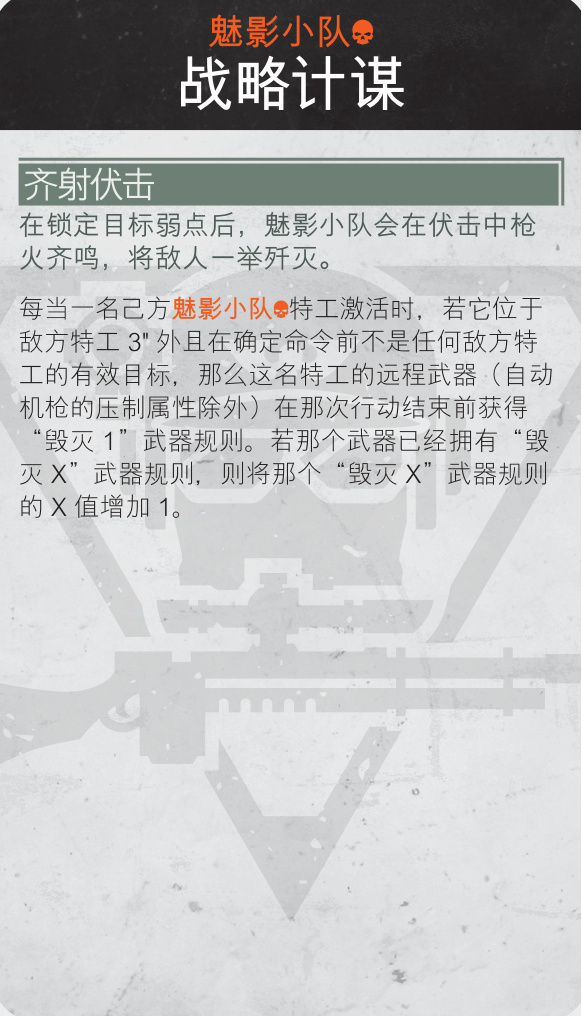 魅影小队
战略计谋
齐射伏击
在锁定目标弱点后，魅影小队会在伏击中枪
火齐鸣，将敌人一举歼灭。
每当一名己方魅影小队特工激活时，若它位于
敌方特工 3" 外且在确定命令前不是任何敌方特
工的有效目标，那么这名特工的远程武器（自动
机枪的压制属性除外）在那次行动结束前获得
“毁灭 1”武器规则。若那个武器已经拥有“毁
灭 X”武器规则，则将那个“毁灭 X”武器规则
的 X 值增加 1。